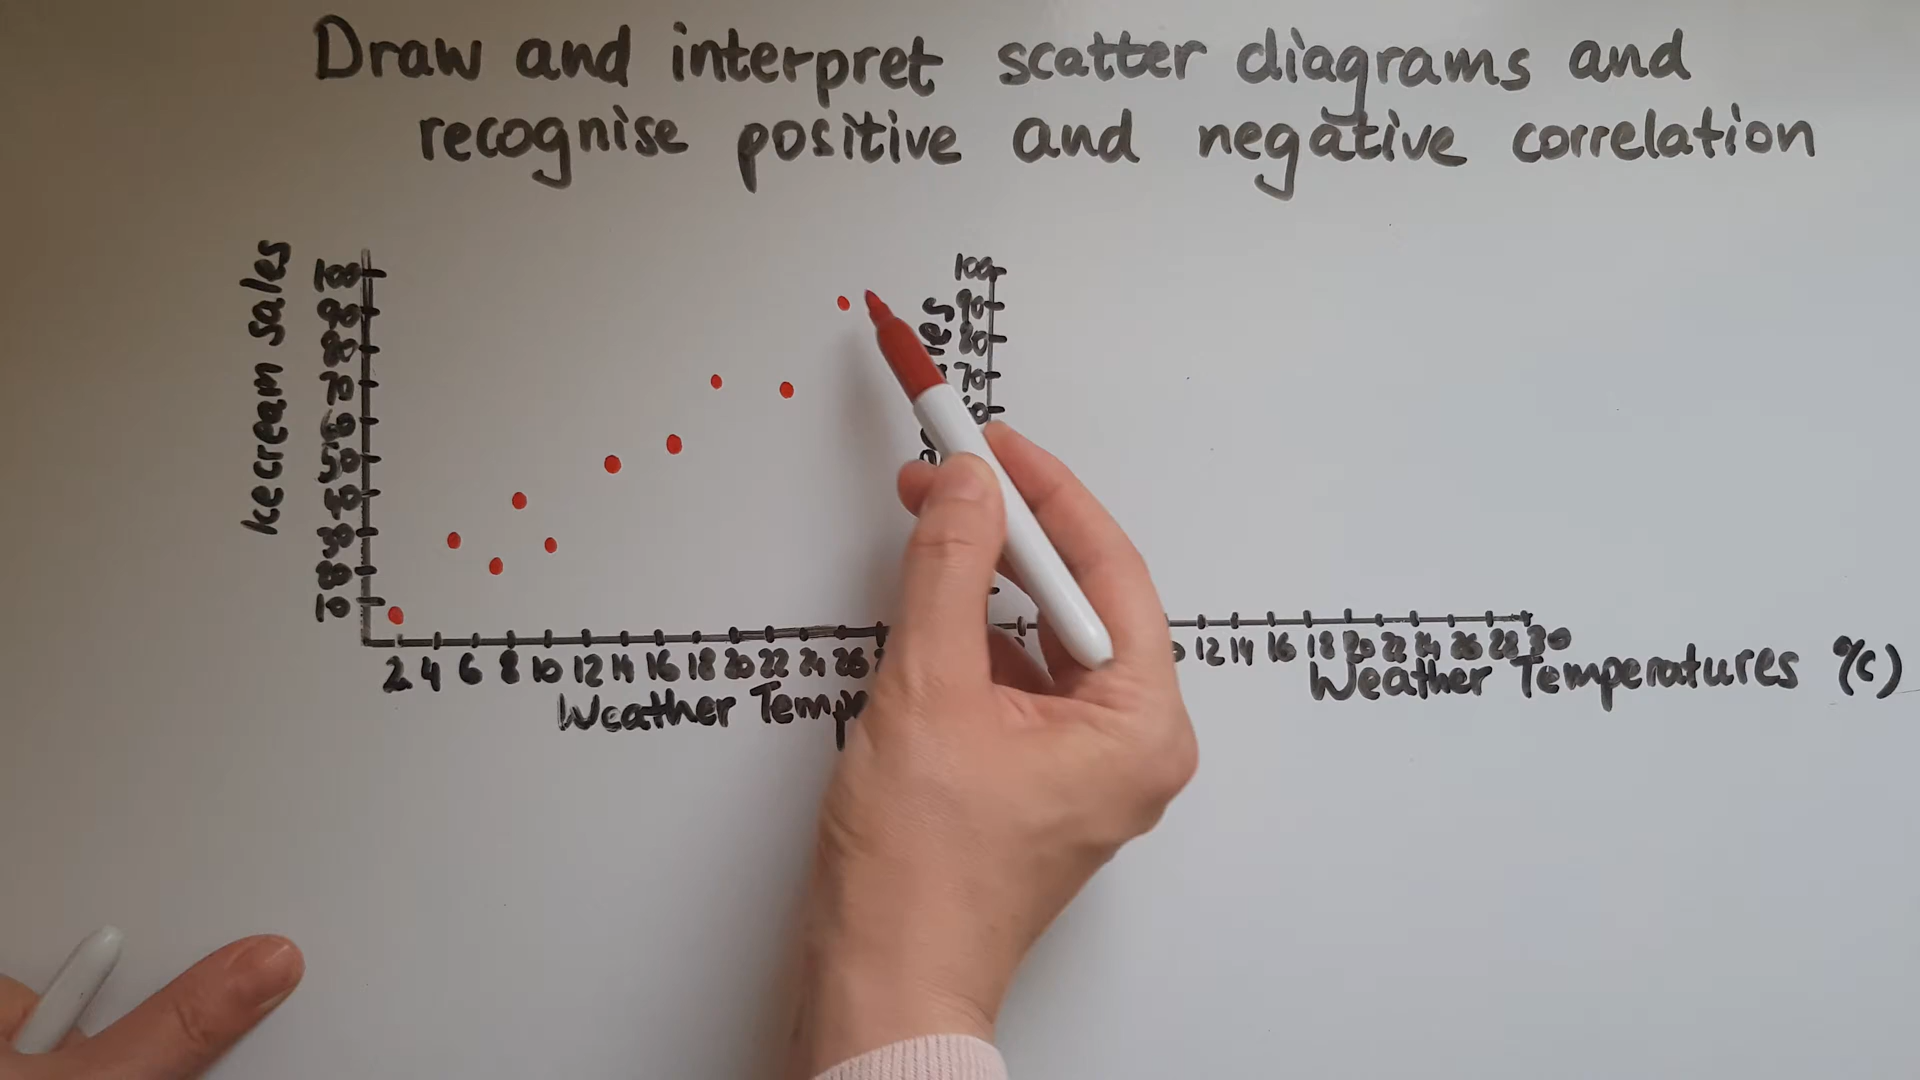 Draw and interpret scatter diagrams and
recognise positive and negative correlation
Icecream sales
100
90
80
70
60
50
40
30
20
10
2 4 6 8 10 12 14 16 18 20 22 24 26
Weather
100
90
80
70
12 14 16 18 20 22 24 26 28 30
Weather Temperatures